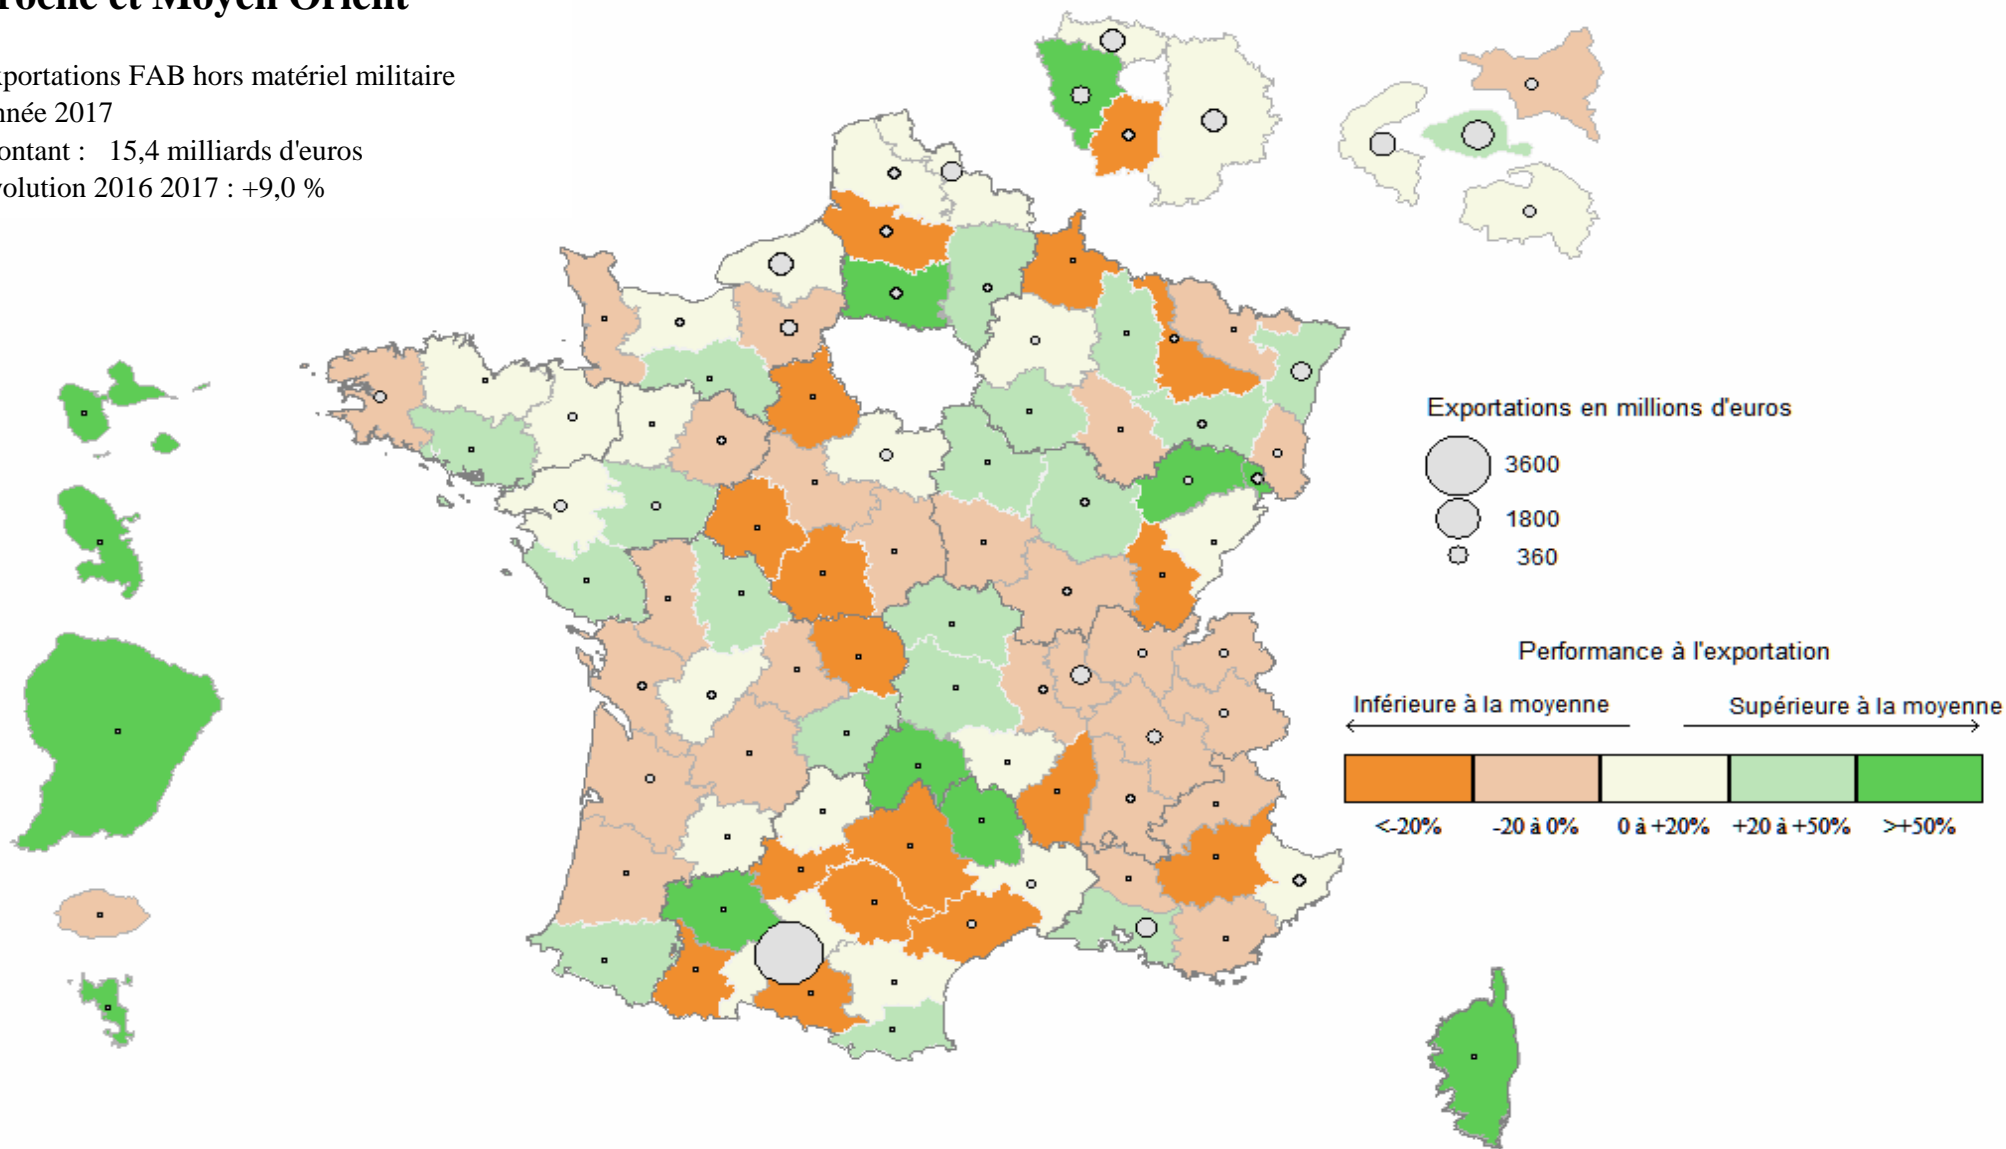 roche et Moyen Orient
xportations FAB hors matériel militaire
nnée 2017
ontant : 15,4 milliards d'euros
volution 2016 2017 : +9,0 %
Exportations en millions d'euros
3600
1800
360
Performance à l'exportation
Inférieure à la moyenne
Supérieure à la moyenne
<-20%
-20 à 0%
0 à +20%
+20 à +50%
>+50%